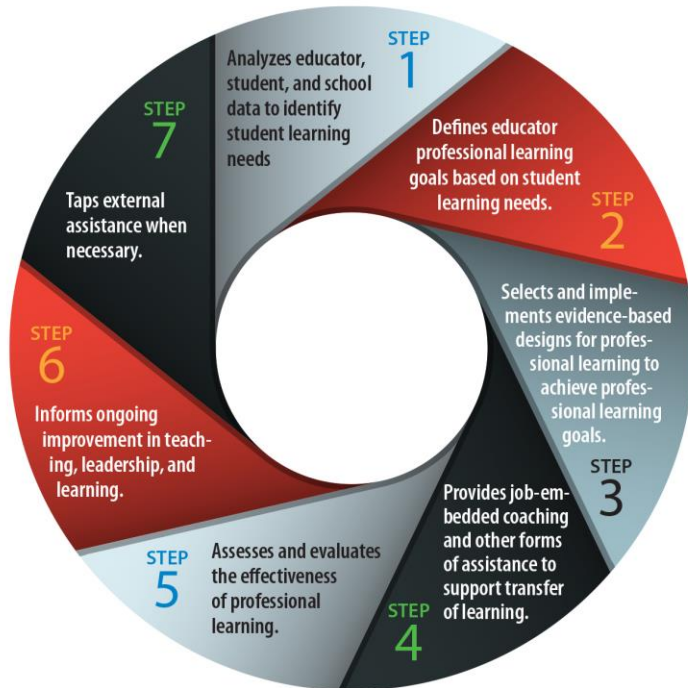 STEP
1
Analyzes educator,
student, and school
data to identify
student learning
needs
Defines educator
professional learning
goals based on student
learning needs.
STEP
2
Selects and imple-
ments evidence-based
designs for profes-
sional learning to
achieve profes-
sional learning
goals.
STEP
3
Provides job-em-
bedded coaching
and other forms
of assistance to
support transfer
of learning.
STEP
4
STEP
5
Assesses and evaluates
the effectiveness
of professional
learning.
STEP
6
Informs ongoing
improvement in teach-
ing, leadership, and
learning.
STEP
7
Taps external
assistance when
necessary.